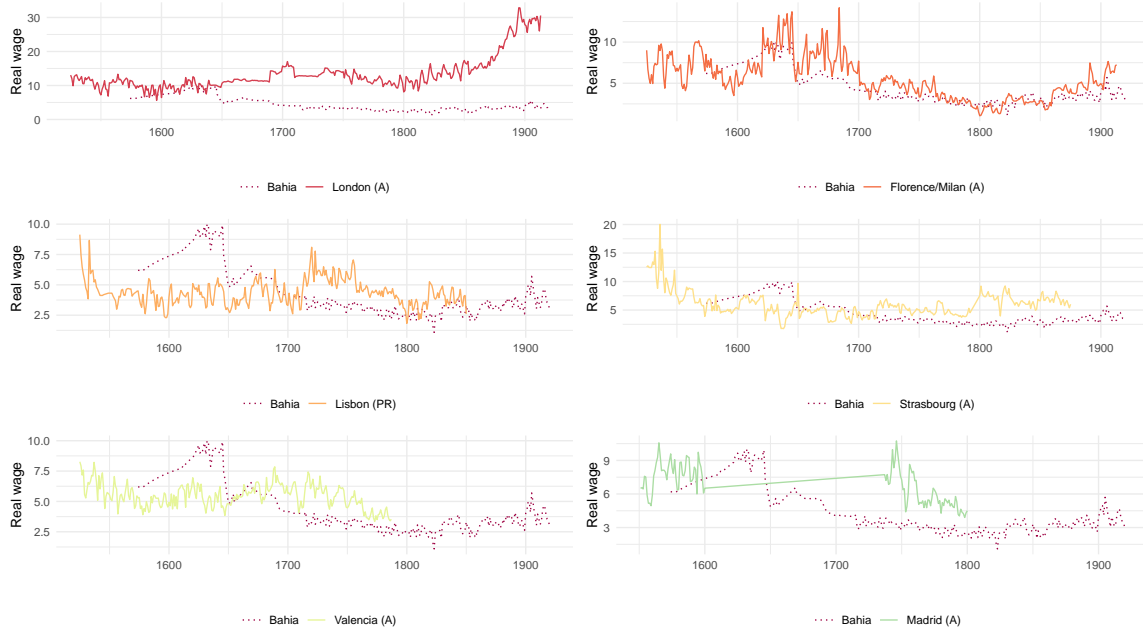 Real wage
30
20
10
0
1600
1700
1800
1900
Bahia
London (A)
Real wage
10
5
1600
1700
1800
1900
Bahia
Florence/Milan (A)
Real wage
10.0
7.5
5.0
2.5
1600
1700
1800
1900
Bahia
Lisbon (PR)
Real wage
20
15
10
5
1600
1700
1800
1900
Bahia
Strasbourg (A)
Real wage
10.0
7.5
5.0
2.5
1600
1700
1800
1900
Bahia
Valencia (A)
Real wage
9
6
3
1600
1700
1800
1900
Bahia
Madrid (A)